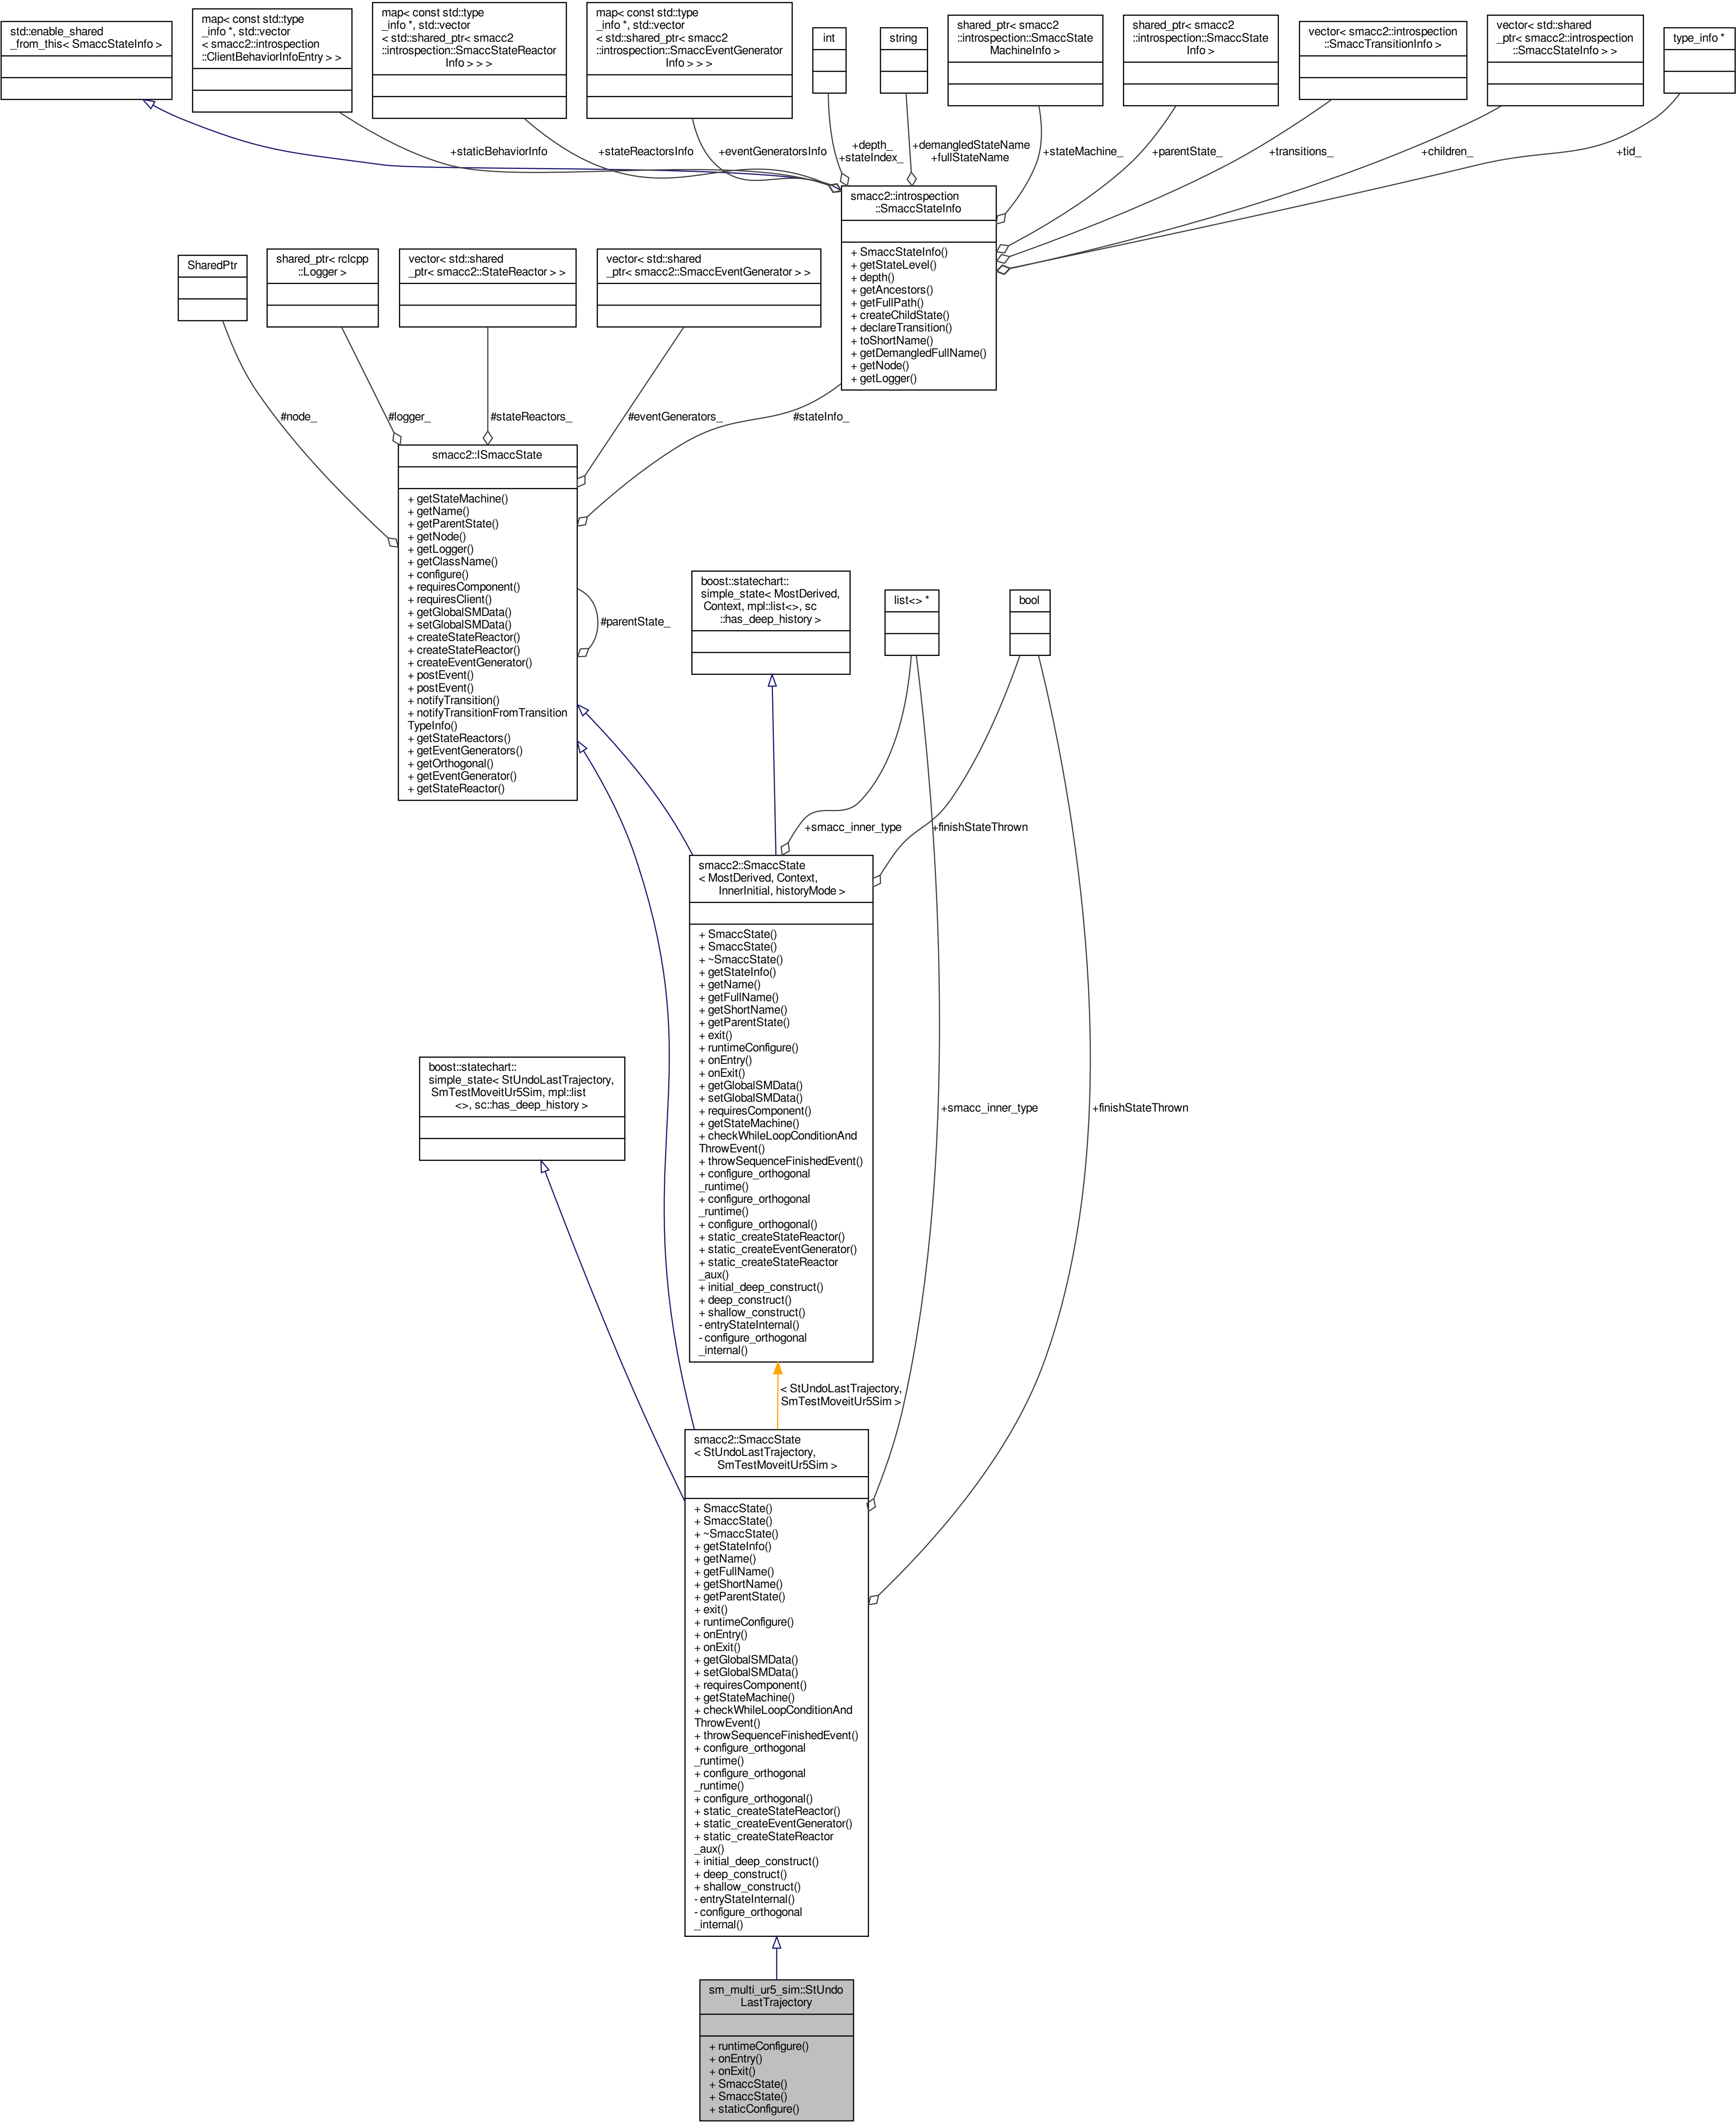 std::enable_shared
_from_this< SmaccStateInfo >
map< const std::type
_info *, std::vector
< smacc2::introspection
::ClientBehaviorInfoEntry > >
map< const std::type
_info *, std::vector
< std::shared_ptr< smacc2
::introspection::SmaccStateReactor
Info > > >
map< const std::type
_info *, std::vector
< std::shared_ptr< smacc2
::introspection::SmaccEventGenerator
Info > > >
int
string
shared_ptr< smacc2
::introspection::SmaccState
MachineInfo >
shared_ptr< smacc2
::introspection::SmaccState
Info >
vector< smacc2::introspection
::SmaccTransitionInfo >
vector< std::shared
_ptr< smacc2::introspection
::SmaccStateInfo > >
type_info *
+staticBehaviorInfo
+stateReactorsInfo
+eventGeneratorsInfo
+depth_
+stateIndex_
+demangledStateName
+fullStateName
+stateMachine_
+parentState_
+transitions_
+children_
+tid_
smacc2::introspection
::SmaccStateInfo
+ SmaccStateInfo()
+ getStateLevel()
+ depth()
+ getAncestors()
+ getFullPath()
+ createChildState()
+ declareTransition()
+ toShortName()
+ getDemangledFullName()
+ getNode()
+ getLogger()
SharedPtr
shared_ptr< rclcpp
::Logger >
vector< std::shared
_ptr< smacc2::StateReactor > >
vector< std::shared
_ptr< smacc2::SmaccEventGenerator > >
#node_
#logger_
#stateReactors_
#eventGenerators_
#stateInfo_
smacc2::ISmaccState
+ getStateMachine()
+ getName()
+ getParentState()
+ getNode()
+ getLogger()
+ getClassName()
+ configure()
+ requiresComponent()
+ requiresClient()
+ getGlobalSMData()
+ setGlobalSMData()
+ createStateReactor()
+ createStateReactor()
+ createEventGenerator()
+ postEvent()
+ postEvent()
+ notifyTransition()
+ notifyTransitionFromTransition
TypeInfo()
+ getStateReactors()
+ getEventGenerators()
+ getOrthogonal()
+ getEventGenerator()
+ getStateReactor()
#parentState_
boost::statechart::
simple_state< MostDerived,
Context, mpl::list<>, sc
::has_deep_history >
list<> *
bool
+smacc_inner_type
+finishStateThrown
smacc2::SmaccState
< MostDerived, Context,
InnerInitial, historyMode >
+ SmaccState()
+ SmaccState()
+ ~SmaccState()
+ getStateInfo()
+ getName()
+ getFullName()
+ getShortName()
+ getParentState()
+ exit()
+ runtimeConfigure()
+ onEntry()
+ onExit()
+ getGlobalSMData()
+ setGlobalSMData()
+ requiresComponent()
+ getStateMachine()
+ checkWhileLoopConditionAnd
ThrowEvent()
+ throwSequenceFinishedEvent()
+ configure_orthogonal
_runtime()
+ configure_orthogonal
_runtime()
+ configure_orthogonal()
+ static_createStateReactor()
+ static_createEventGenerator()
+ static_createStateReactor
_aux()
+ initial_deep_construct()
+ deep_construct()
+ shallow_construct()
- entryStateInternal()
- configure_orthogonal
_internal()
boost::statechart::
simple_state< StUndoLastTrajectory,
SmTestMoveitUr5Sim, mpl::list
<>, sc::has_deep_history >
+smacc_inner_type
+finishStateThrown
< StUndoLastTrajectory,
SmTestMoveitUr5Sim >
smacc2::SmaccState
< StUndoLastTrajectory,
SmTestMoveitUr5Sim >
+ SmaccState()
+ SmaccState()
+ ~SmaccState()
+ getStateInfo()
+ getName()
+ getFullName()
+ getShortName()
+ getParentState()
+ exit()
+ runtimeConfigure()
+ onEntry()
+ onExit()
+ getGlobalSMData()
+ setGlobalSMData()
+ requiresComponent()
+ getStateMachine()
+ checkWhileLoopConditionAnd
ThrowEvent()
+ throwSequenceFinishedEvent()
+ configure_orthogonal
_runtime()
+ configure_orthogonal
_runtime()
+ configure_orthogonal()
+ static_createStateReactor()
+ static_createEventGenerator()
+ static_createStateReactor
_aux()
+ initial_deep_construct()
+ deep_construct()
+ shallow_construct()
- entryStateInternal()
- configure_orthogonal
_internal()
sm_multi_ur5_sim::StUndo
LastTrajectory
+ runtimeConfigure()
+ onEntry()
+ onExit()
+ SmaccState()
+ SmaccState()
+ staticConfigure()